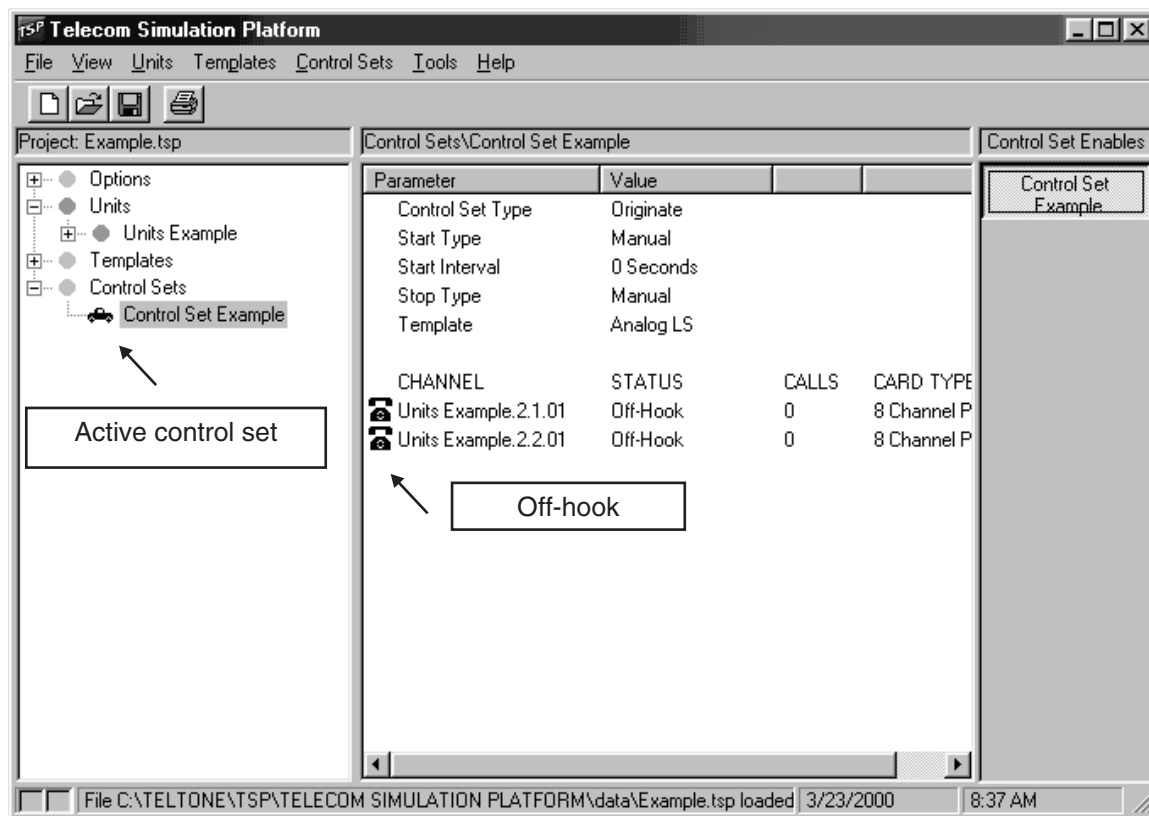 TSP Telecom Simulation Platform
File View Units Templates Control Sets Tools Help
Project: Example.tsp
Control Sets\Control Set Example
Control Set Enables
Options
Units
Units Example
Templates
Control Sets
Control Set Example
Active control set
Parameter Value
Control Set Type Originate
Start Type Manual
Start Interval 0 Seconds
Stop Type Manual
Template Analog LS
CHANNEL STATUS CALLS CARD TYPE
Units Example.2.1.01 Off-Hook 0 8 Channel P
Units Example.2.2.01 Off-Hook 0 8 Channel P
Off-hook
Control Set
Example
File C:\TELTONE\TSP\TELECOM SIMULATION PLATFORM\data\Example.tsp loaded 3/23/2000 8:37 AM